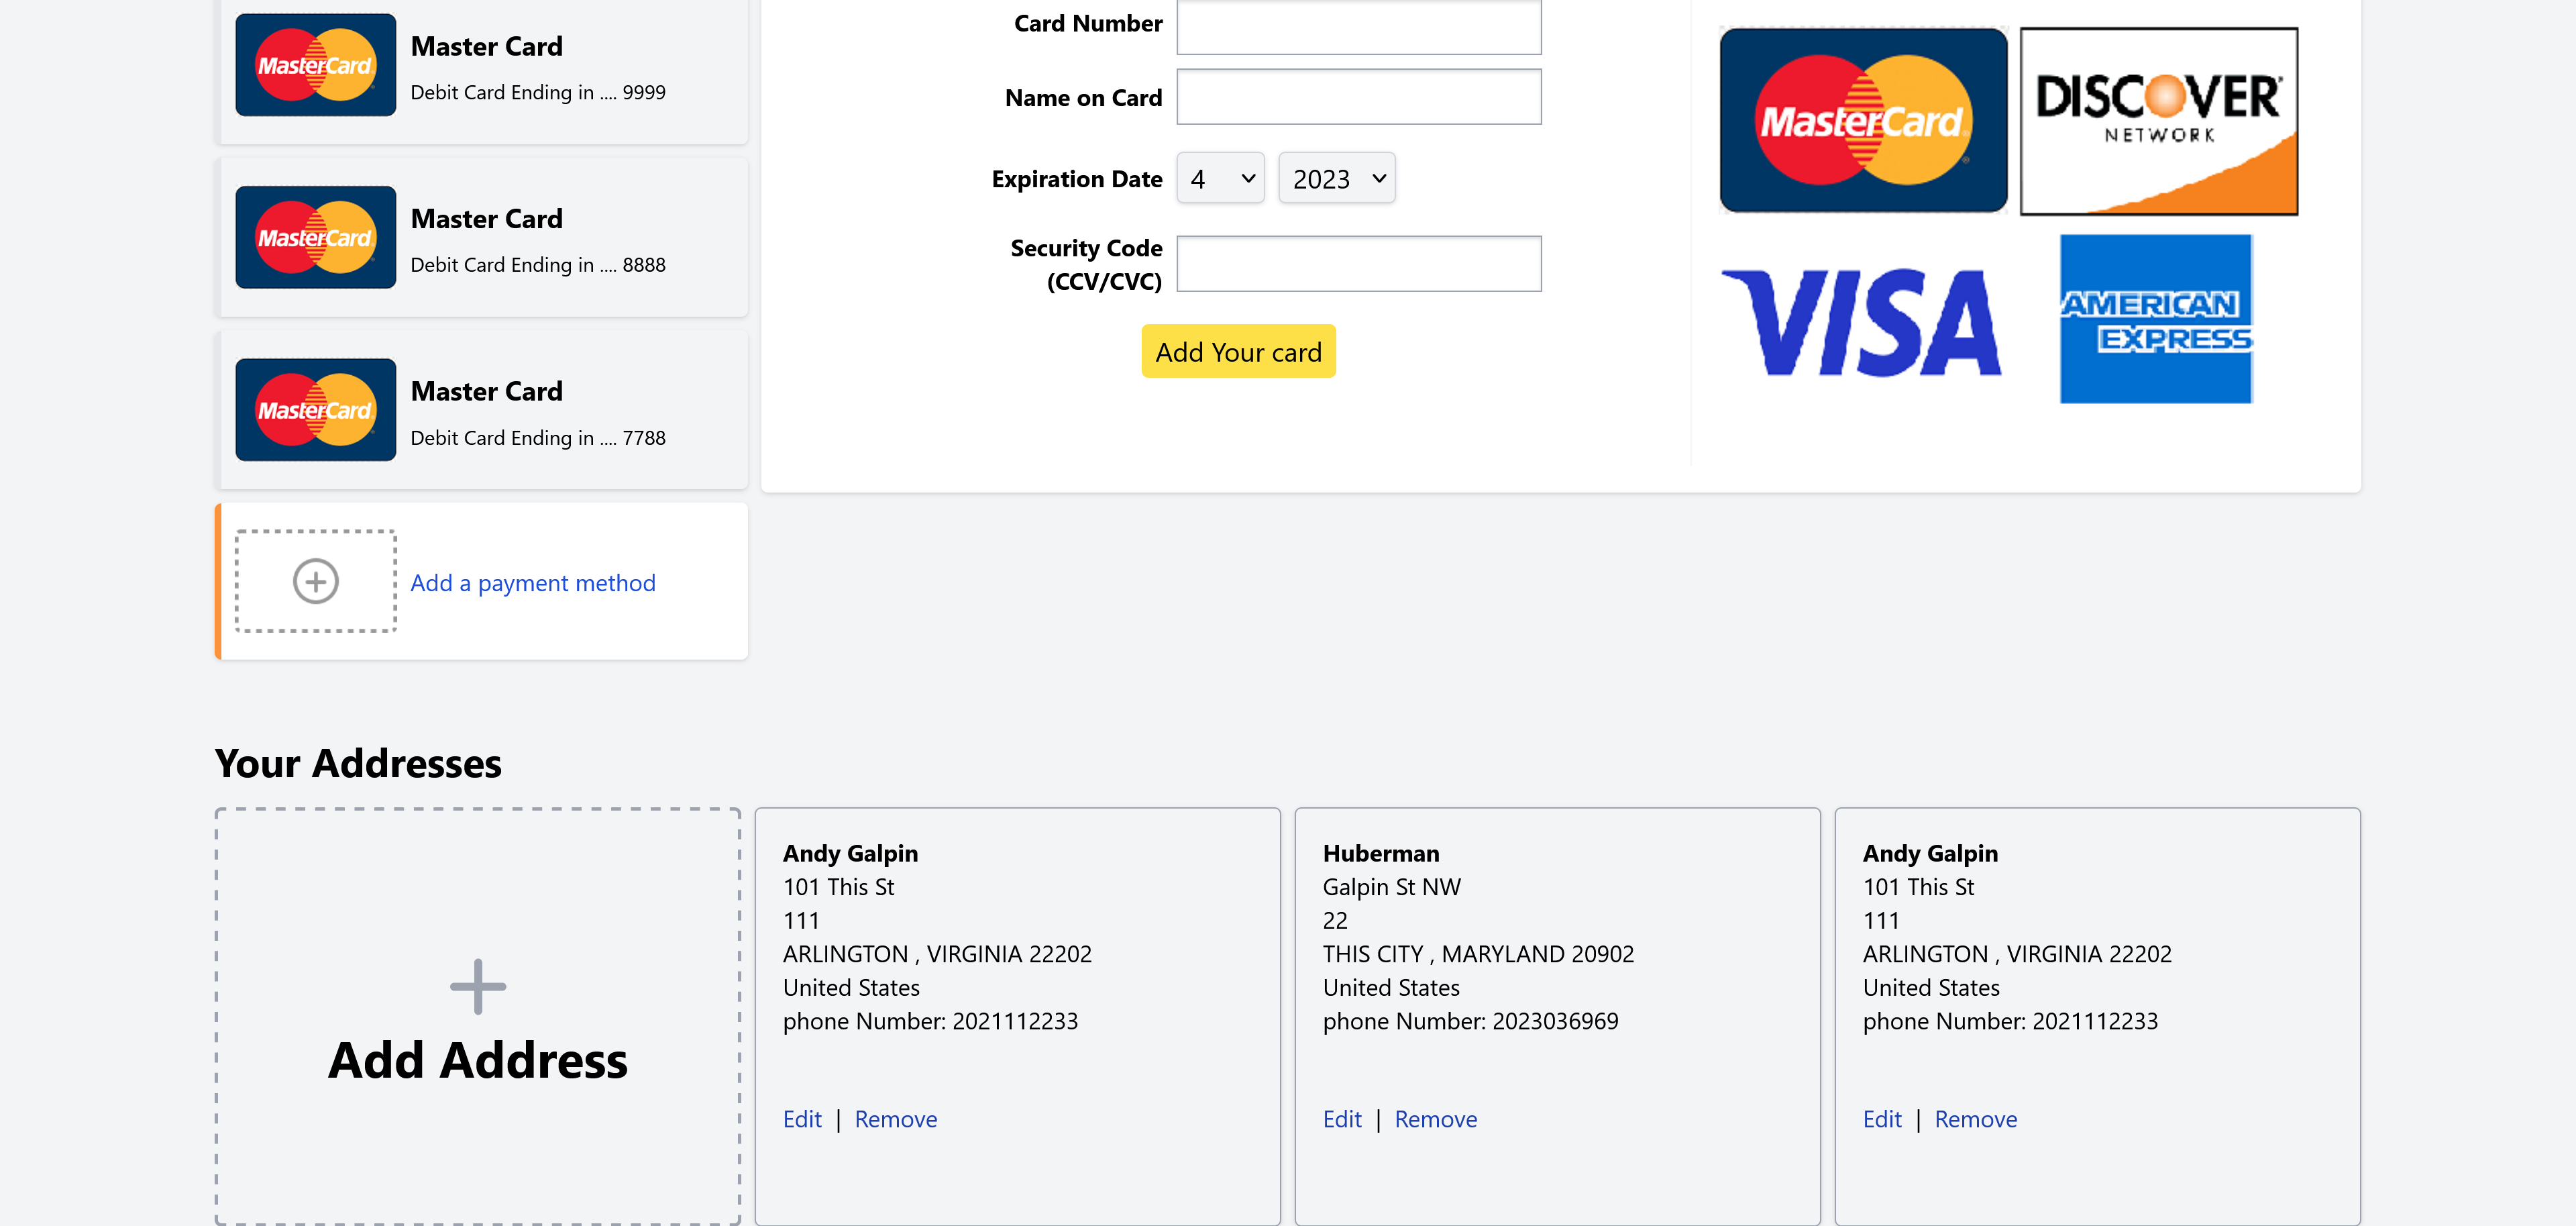 MasterCard
Master Card
Debit Card Ending in .... 9999
MasterCard
Master Card
Debit Card Ending in .... 8888
MasterCard
Master Card
Debit Card Ending in .... 7788
Add a payment method
Card Number
Name on Card
Expiration Date 4 2023
Security Code
(CCV/CVC)
Add Your card
MasterCard
DISCOVER
NETWORK
VISA
AMERICAN
EXPRESS
Your Addresses
Add Address
Andy Galpin
101 This St
111
ARLINGTON , VIRGINIA 22202
United States
phone Number: 2021112233
Edit | Remove
Huberman
Galpin St NW
22
THIS CITY , MARYLAND 20902
United States
phone Number: 2023036969
Edit | Remove
Andy Galpin
101 This St
111
ARLINGTON , VIRGINIA 22202
United States
phone Number: 2021112233
Edit | Remove